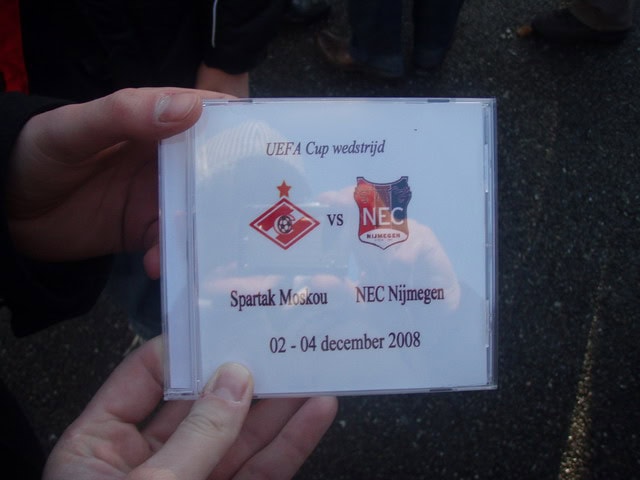 UEFA Cup wedstrijd
vs
NEC
NIJMEGEN
Spartak Moskou NEC Nijmegen
02 - 04 december 2008